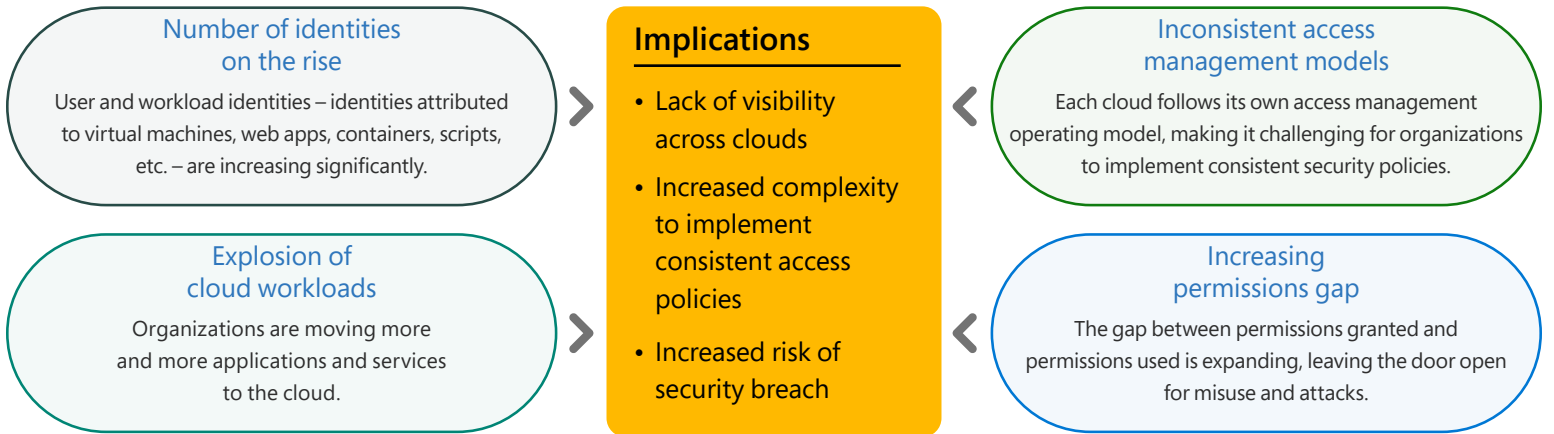 Number of identities
on the rise
User and workload identities – identities attributed
to virtual machines, web apps, containers, scripts,
etc. – are increasing significantly.
Explosion of
cloud workloads
Organizations are moving more
and more applications and services
to the cloud.
Implications
• Lack of visibility
across clouds
• Increased complexity
to implement
consistent access
policies
• Increased risk of
security breach
Inconsistent access
management models
Each cloud follows its own access management
operating model, making it challenging for organizations
to implement consistent security policies.
Increasing
permissions gap
The gap between permissions granted and
permissions used is expanding, leaving the door open
for misuse and attacks.